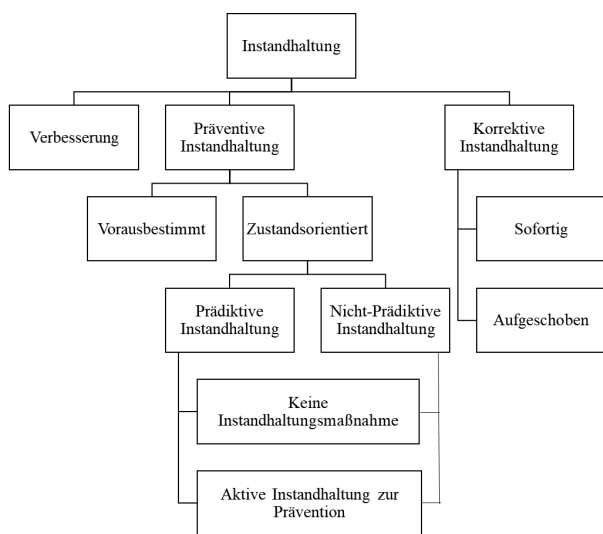 Instandhaltung
Verbesserung
Präventive
Instandhaltung
Korrektive
Instandhaltung
Vorausbestimmt
Zustandsorientiert
Sofortig
Prädiktive
Instandhaltung
Nicht-Prädiktive
Instandhaltung
Aufgeschoben
Keine
Instandhaltungsmaßnahme
Aktive Instandhaltung zur
Prävention